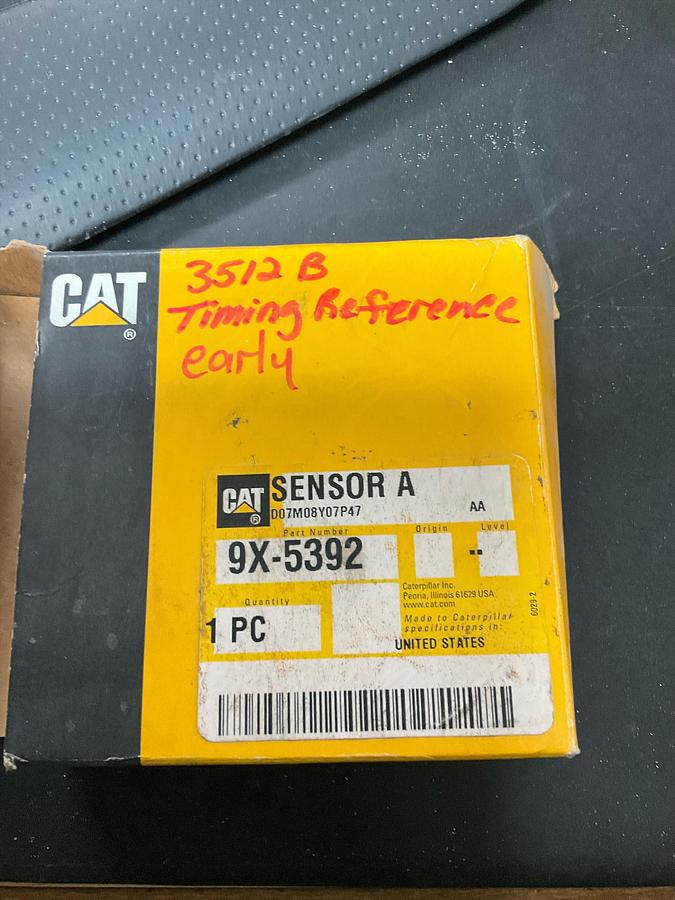 CAT
®
3512 B
Timing Reference
early
CAT
®
SENSOR A
D07M08Y07P47
AA
Part Number
Origin
Level
9X-5392
--
Quantity
1 PC
Caterpillar Inc.
Peoria, Illinois 61629 USA
www.cat.com
Made to Caterpillar
specifications in:
UNITED STATES
6029-2